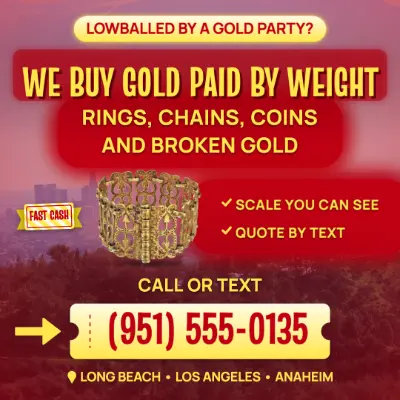 LOWBALLED BY A GOLD PARTY?
WE BUY GOLD PAID BY WEIGHT
RINGS, CHAINS, COINS
AND BROKEN GOLD
FAST CASH
SCALE YOU CAN SEE
QUOTE BY TEXT
CALL OR TEXT
(951) 555-0135
LONG BEACH • LOS ANGELES • ANAHEIM